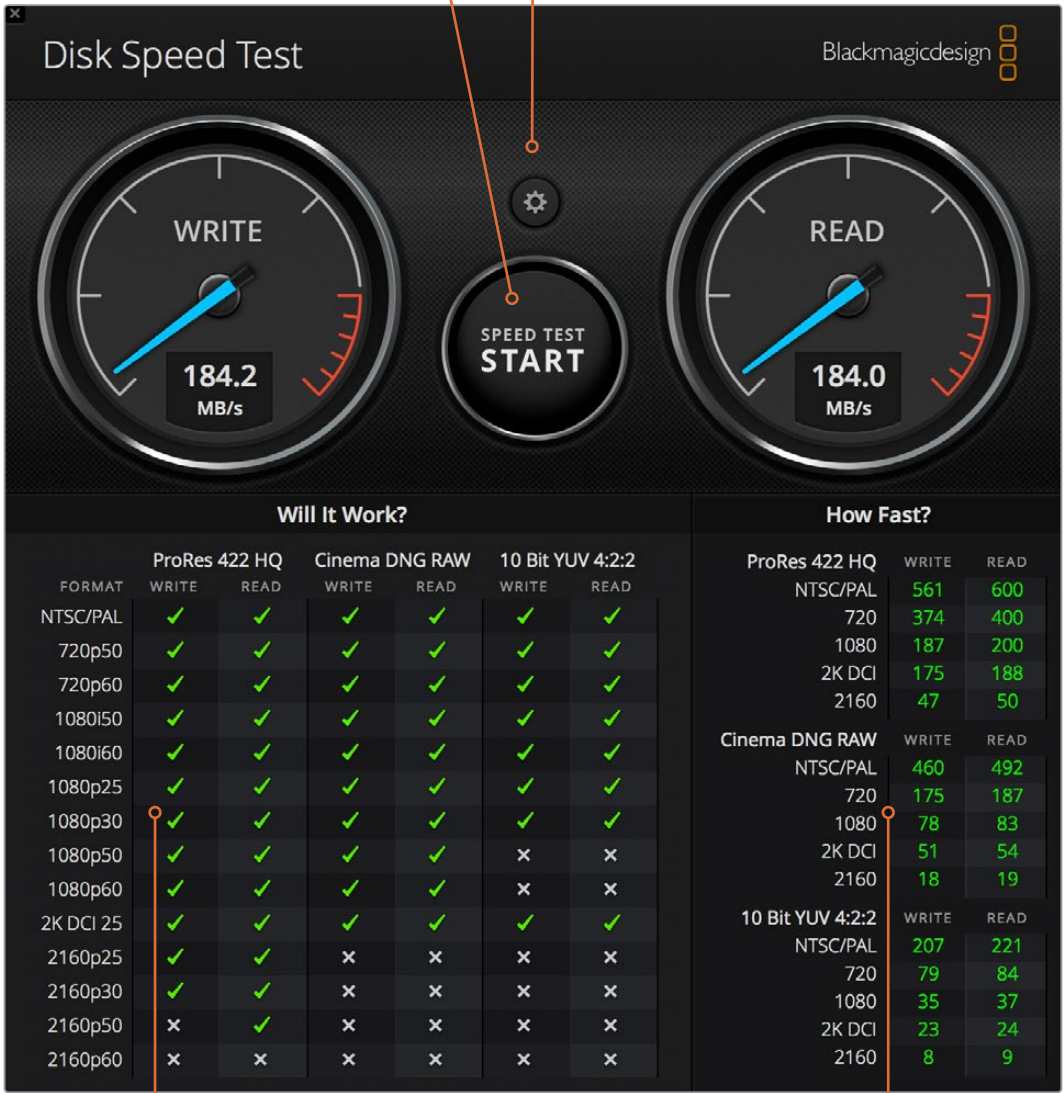 Disk Speed Test
Blackmagicdesign
WRITE
184.2
MB/s
SPEED TEST
START
READ
184.0
MB/s
Will It Work?
ProRes 422 HQ Cinema DNG RAW 10 Bit YUV 4:2:2
FORMAT WRITE READ WRITE READ WRITE READ
NTSC/PAL ✓ ✓ ✓ ✓ ✓ ✓
720p50 ✓ ✓ ✓ ✓ ✓ ✓
720p60 ✓ ✓ ✓ ✓ ✓ ✓
1080i50 ✓ ✓ ✓ ✓ ✓ ✓
1080i60 ✓ ✓ ✓ ✓ ✓ ✓
1080p25 ✓ ✓ ✓ ✓ ✓ ✓
1080p30 ✓ ✓ ✓ ✓ ✓ ✓
1080p50 ✓ ✓ ✓ ✓ × ×
1080p60 ✓ ✓ ✓ ✓ × ×
2K DCI 25 ✓ ✓ ✓ ✓ ✓ ✓
2160p25 ✓ ✓ × × × ×
2160p30 ✓ ✓ × × × ×
2160p50 × ✓ × × × ×
2160p60 × × × × × ×
How Fast?
ProRes 422 HQ WRITE READ
NTSC/PAL 561 600
720 374 400
1080 187 200
2K DCI 175 188
2160 47 50
Cinema DNG RAW WRITE READ
NTSC/PAL 460 492
720 175 187
1080 78 83
2K DCI 51 54
2160 18 19
10 Bit YUV 4:2:2 WRITE READ
NTSC/PAL 207 221
720 79 84
1080 35 37
2K DCI 23 24
2160 8 9